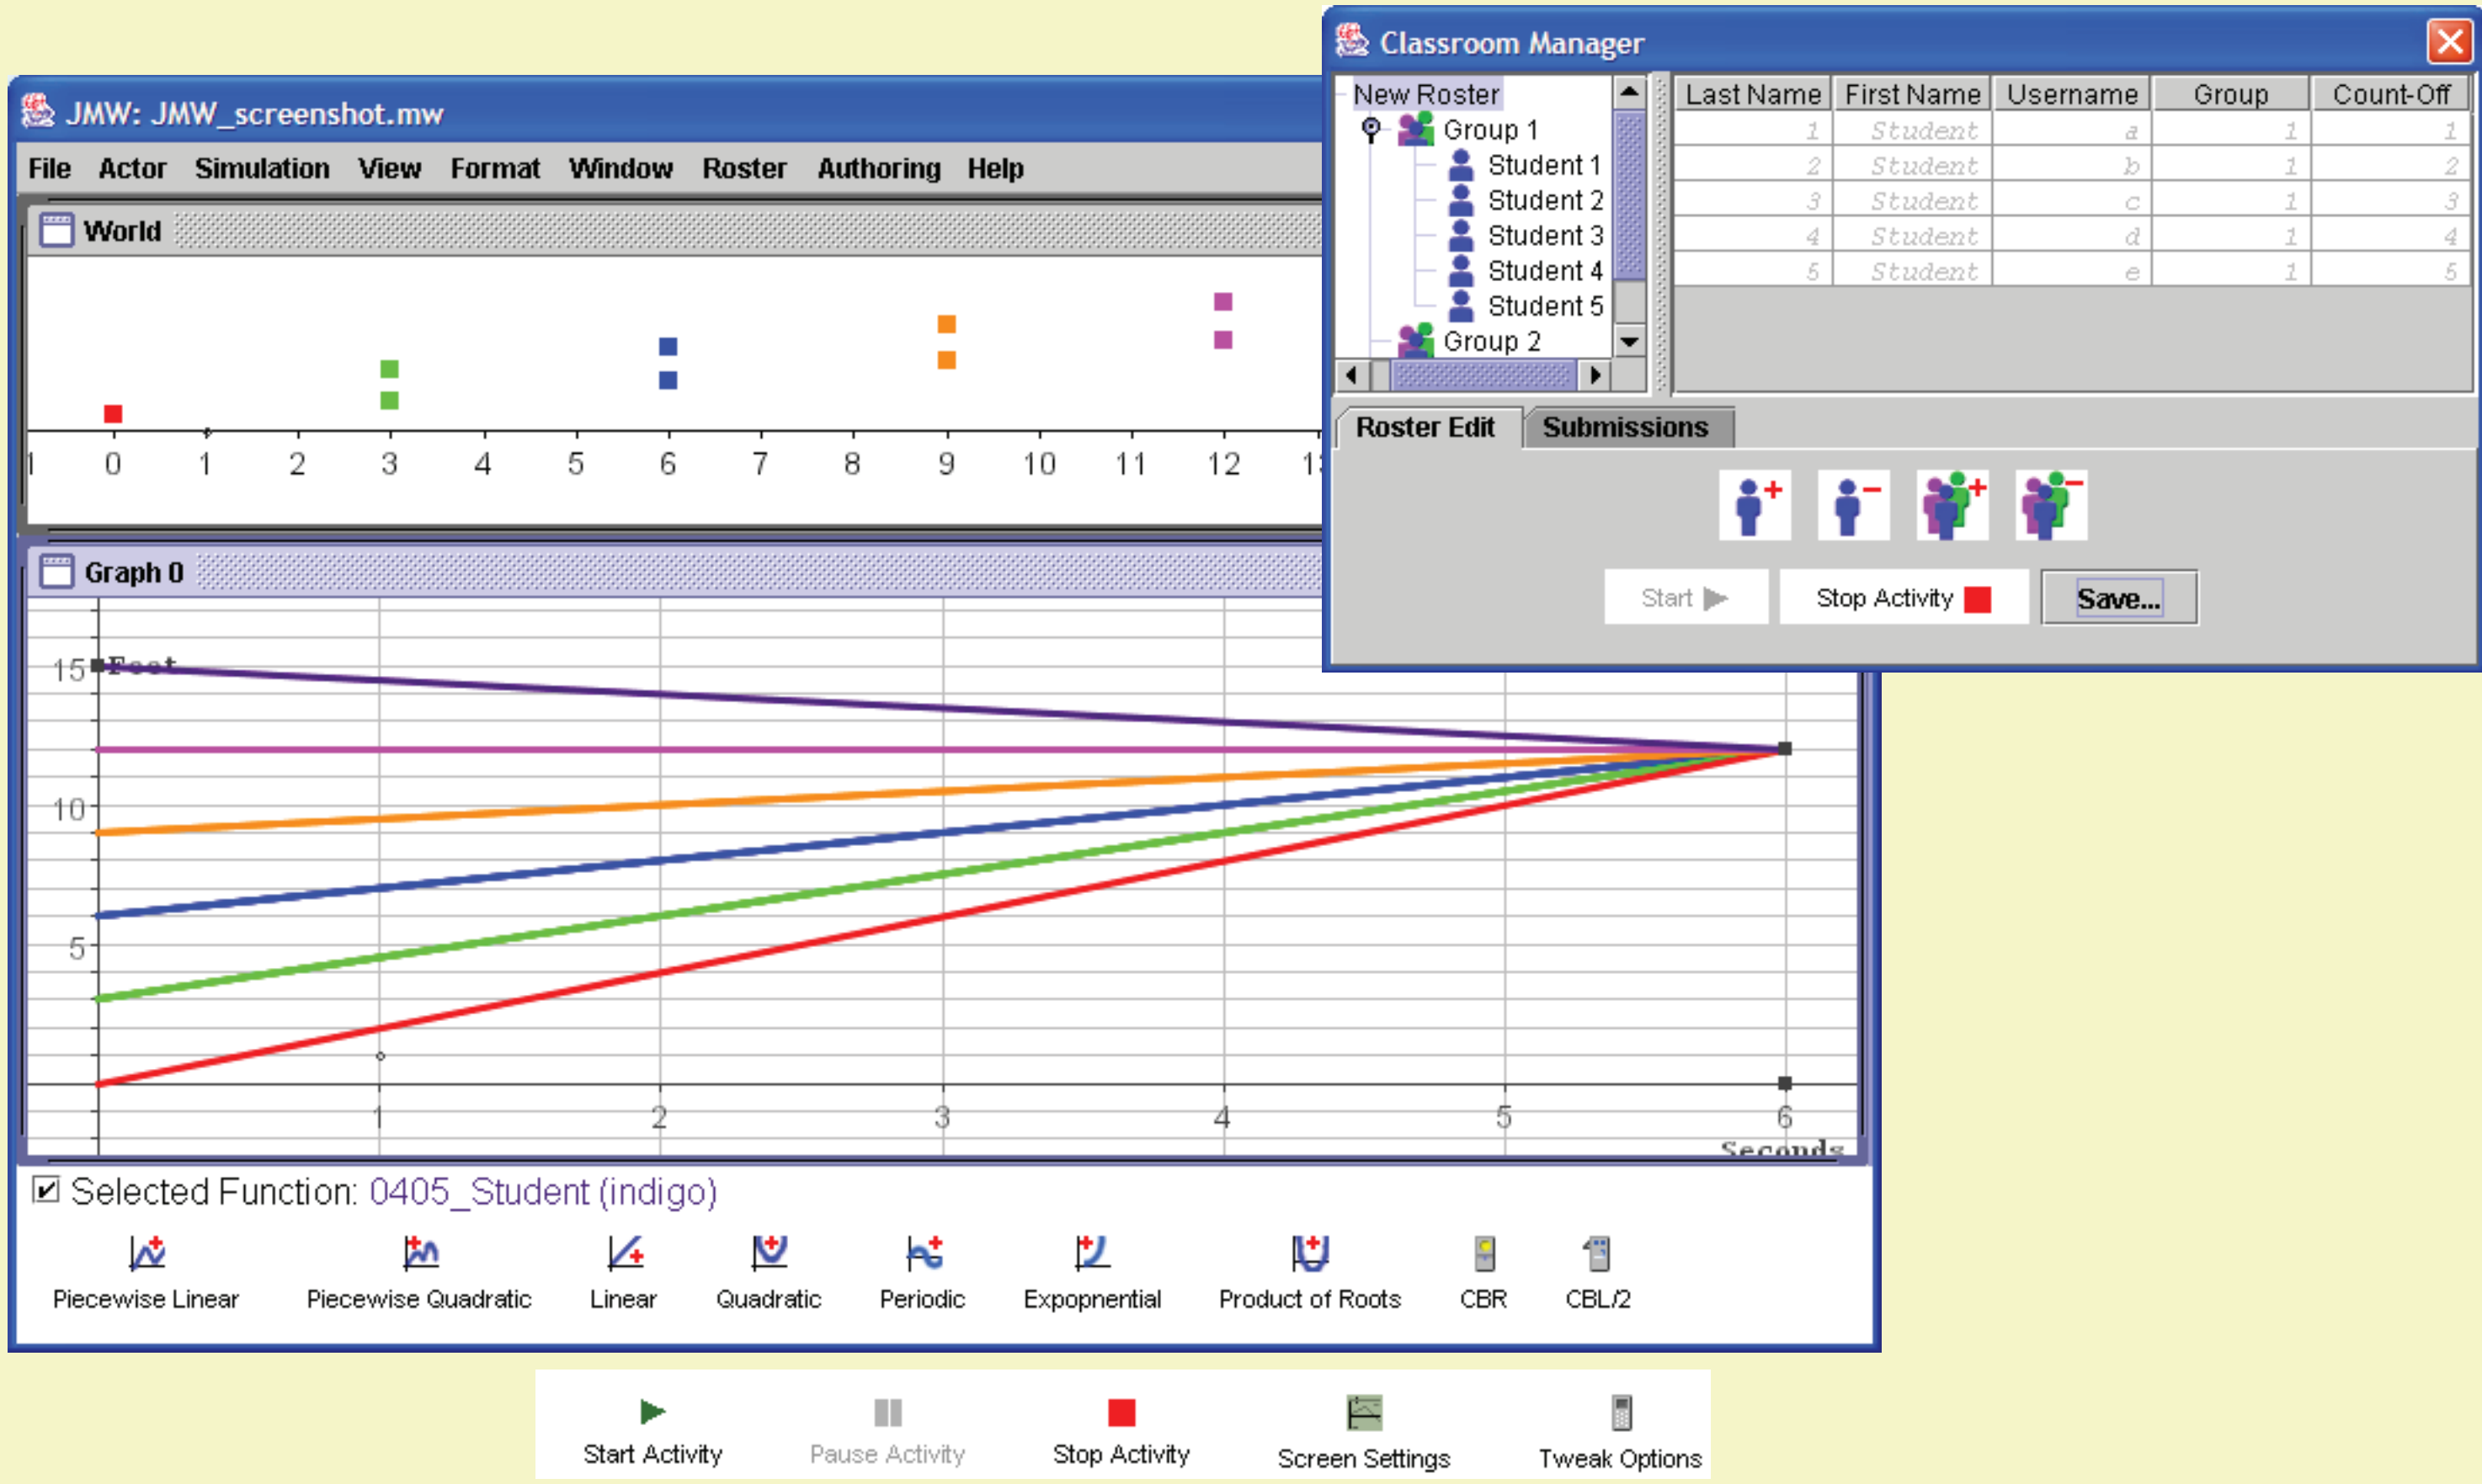 Classroom Manager
New Roster
Group 1
Student 1
Student 2
Student 3
Student 4
Student 5
Group 2
Last Name First Name Username Group Count-Off
1 Student a 1 1
2 Student b 1 2
3 Student c 1 3
4 Student d 1 4
5 Student e 1 5
Roster Edit Submissions
Start Stop Activity Save...
JMW: JMW_screenshot.mw
File Actor Simulation View Format Window Roster Authoring Help
World
1 0 1 2 3 4 5 6 7 8 9 10 11 12
Graph 0
15 Feet
10
5
1 2 3 4 5 6
Seconds
Selected Function: 0405_Student (indigo)
Piecewise Linear Piecewise Quadratic Linear Quadratic Periodic Expopnential Product of Roots CBR CBL/2
Start Activity Pause Activity Stop Activity Screen Settings Tweak Options